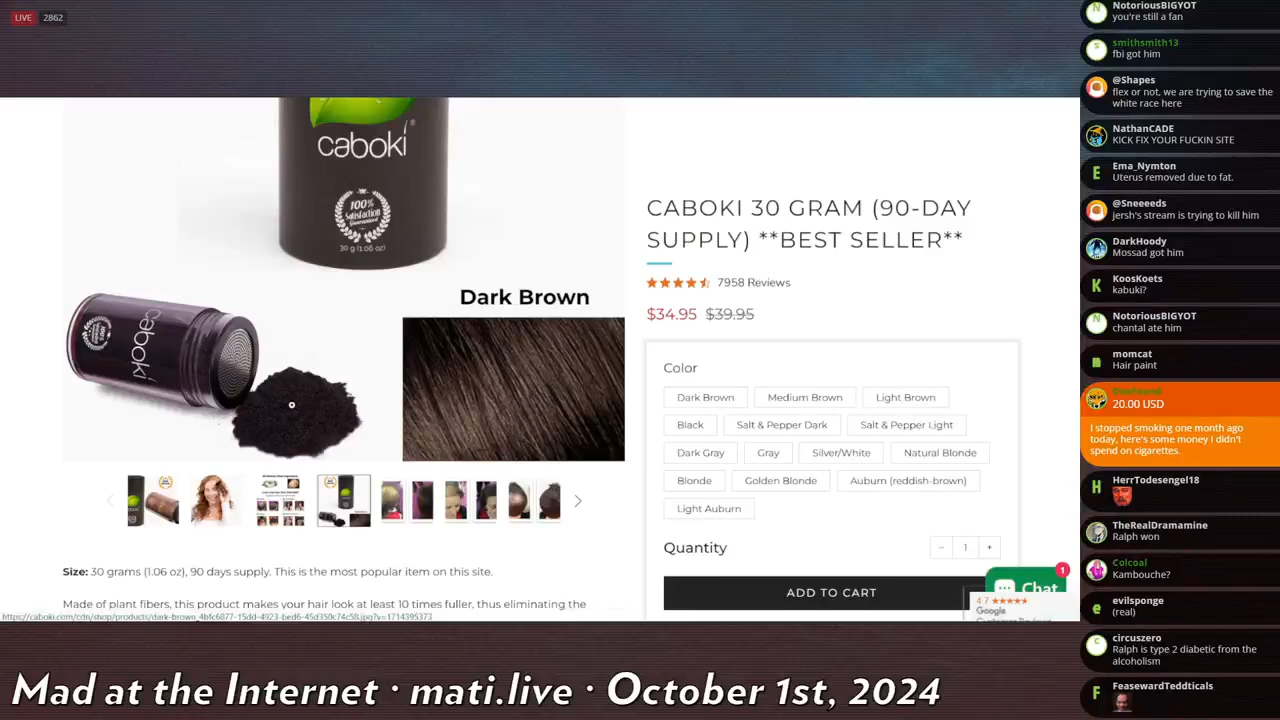 LIVE 2862
caboki
100%
Satisfaction
Guaranteed
30 g (1.06 oz)
caboki
Dark Brown
CABOKI 30 GRAM (90-DAY
SUPPLY) **BEST SELLER**
7958 Reviews
$34.95 $39.95
Color
Dark Brown
Medium Brown
Light Brown
Black
Salt & Pepper Dark
Salt & Pepper Light
Dark Gray
Gray
Silver/White
Natural Blonde
Blonde
Golden Blonde
Auburn (reddish-brown)
Light Auburn
Quantity
− 1 +
ADD TO CART
Chat
1
4.7
Google
Size: 30 grams (1.06 oz), 90 days supply. This is the most popular item on this site.
Made of plant fibers, this product makes your hair look at least 10 times fuller, thus eliminating the
Mad at the Internet · mati.live · October 1st, 2024
NotoriousBIGYOT
you're still a fan
smithsmith13
fbi got him
@Shapes
flex or not, we are trying to save the
white race here
NathanCADE
KICK FIX YOUR FUCKIN SITE
Ema_Nymton
Uterus removed due to fat.
@Sneeeeds
jersh's stream is trying to kill him
DarkHoody
Mossad got him
KoosKoets
kabuki?
NotoriousBIGYOT
chantal ate him
momcat
Hair paint
20.00 USD
I stopped smoking one month ago
today, here's some money I didn't
spend on cigarettes.
HerrTodesengel18
TheRealDramamine
Ralph won
Colcoal
Kambouche?
evilsponge
(real)
circuszero
Ralph is type 2 diabetic from the
alcoholism
FeasewardTeddticals